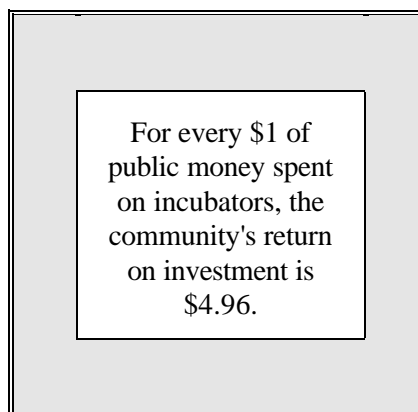 For every $1 of
public money spent
on incubators, the
community's return
on investment is
$4.96.